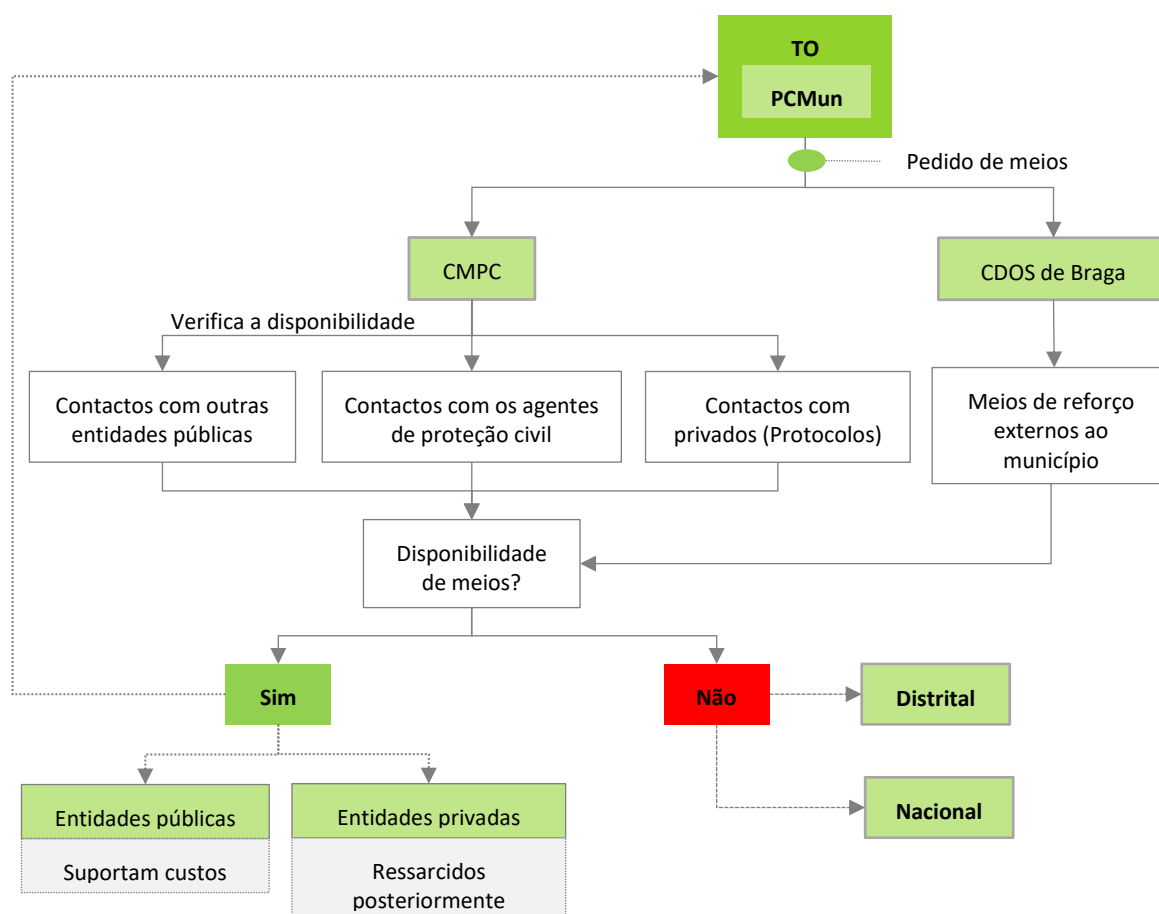 TO
PCMun
Pedido de meios
CMPC
CDOS de Braga
Verifica a disponibilidade
Contactos com outras
entidades públicas
Contactos com os agentes
de proteção civil
Contactos com
privados (Protocolos)
Meios de reforço
externos ao
município
Disponibilidade
de meios?
Sim
Não
Distrital
Nacional
Entidades públicas
Suportam custos
Entidades privadas
Ressarcidos
posteriormente